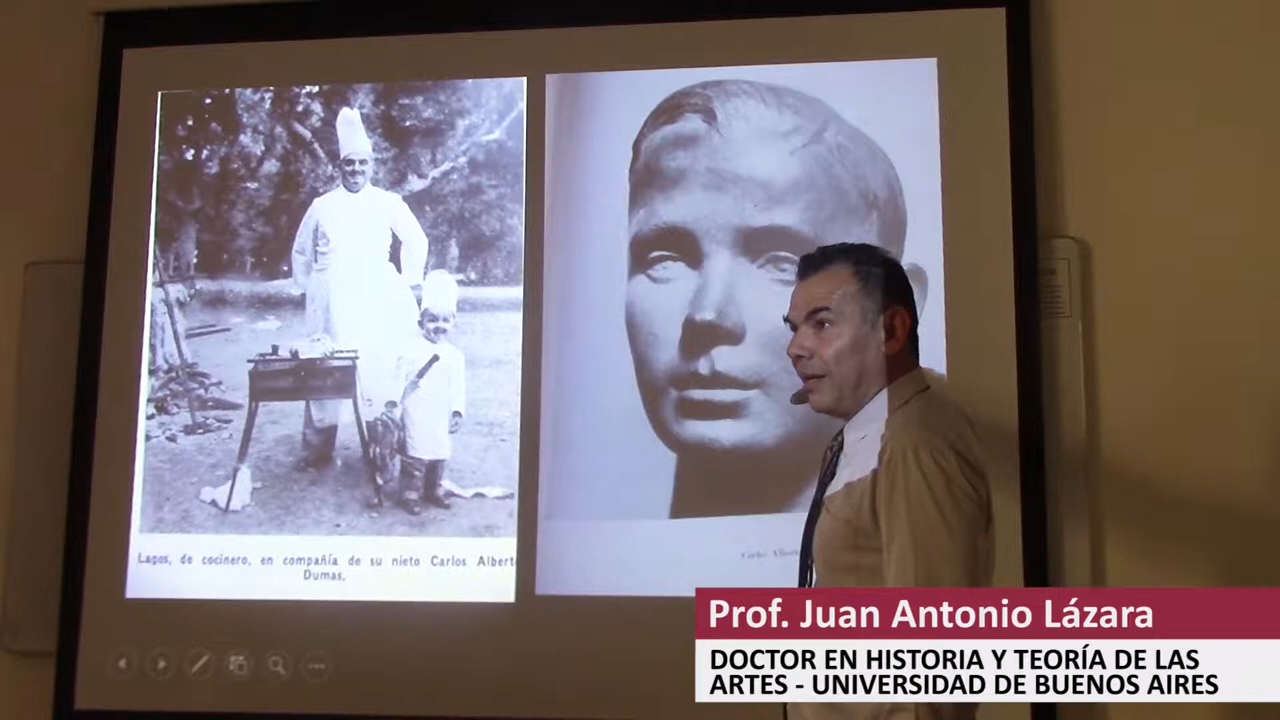 Lagos, de cocinero, en compañía de su nieto Carlos Albert
Dumas.
Carlos
Prof. Juan Antonio Lázara
DOCTOR EN HISTORIA Y TEORÍA DE LAS
ARTES - UNIVERSIDAD DE BUENOS AIRES